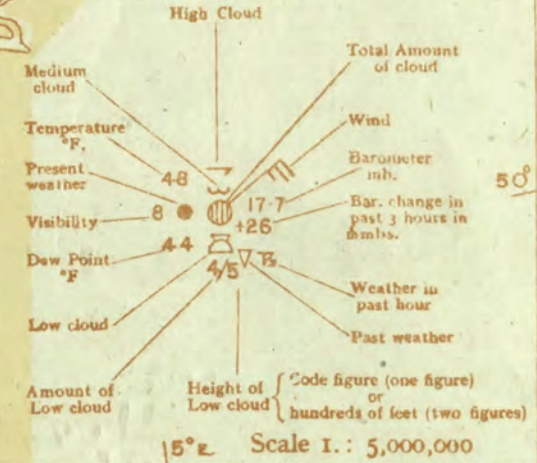 High Cloud
Total Amount
of cloud
Medium
cloud
Wind
Temperature
°F.
Barometer
mb.
Present
weather
48
50°
17·7
Bar. change in
past 3 hours in
mbs.
Visibility
8
+26
Dew Point
°F
44
4/5
Weather in
past hour
Low cloud
Past weather
Amount of
Low cloud
Height of
Low cloud
Code figure (one figure)
or
hundreds of feet (two figures)
15°E Scale 1.: 5,000,000